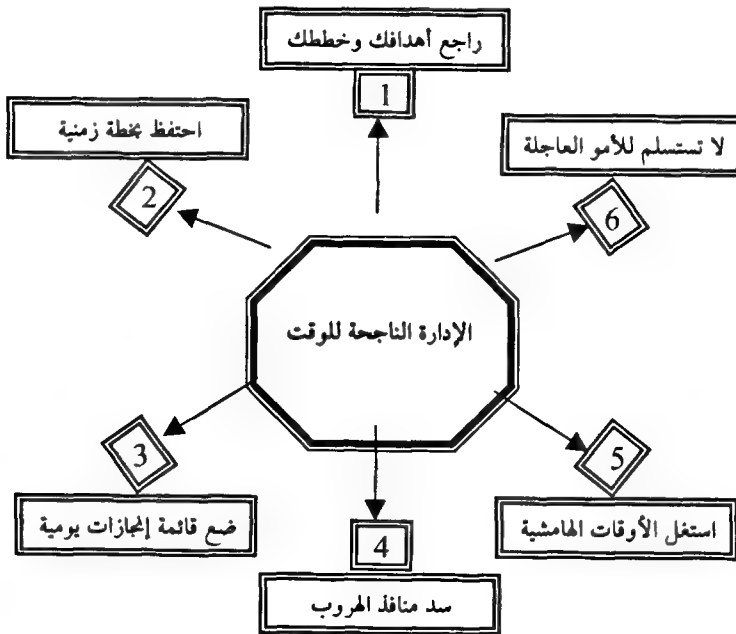 راجع أهدافك وخططك
1
احتفظ بخطة زمنية
2
لا تستسلم للأمو العاجلة
6
الإدارة الناجحة للوقت
3
ضع قائمة إنجازات يومية
5
استغل الأوقات الهامشية
4
سد منافذ الهروب